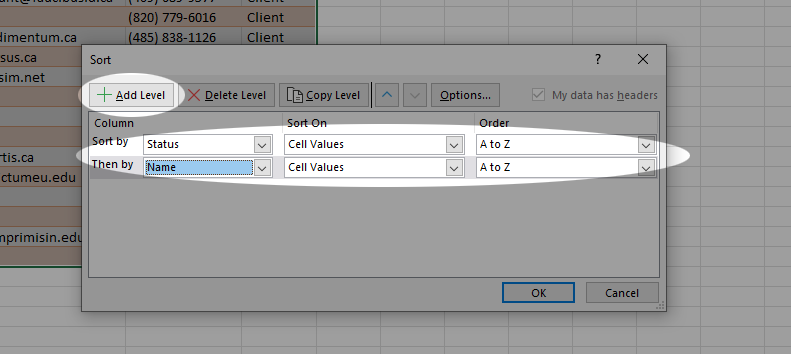 (820) 779-6016 Client
dimentum.ca (485) 838-1126 Client
sus.ca
sim.net
Sort ?
Add Level Delete Level Copy Level Options... My data has headers
Column Sort On Order
Sort by Status Cell Values A to Z
rtis.ca
Then by Name Cell Values A to Z
ctumeu.edu
mprimisin.edu
OK Cancel